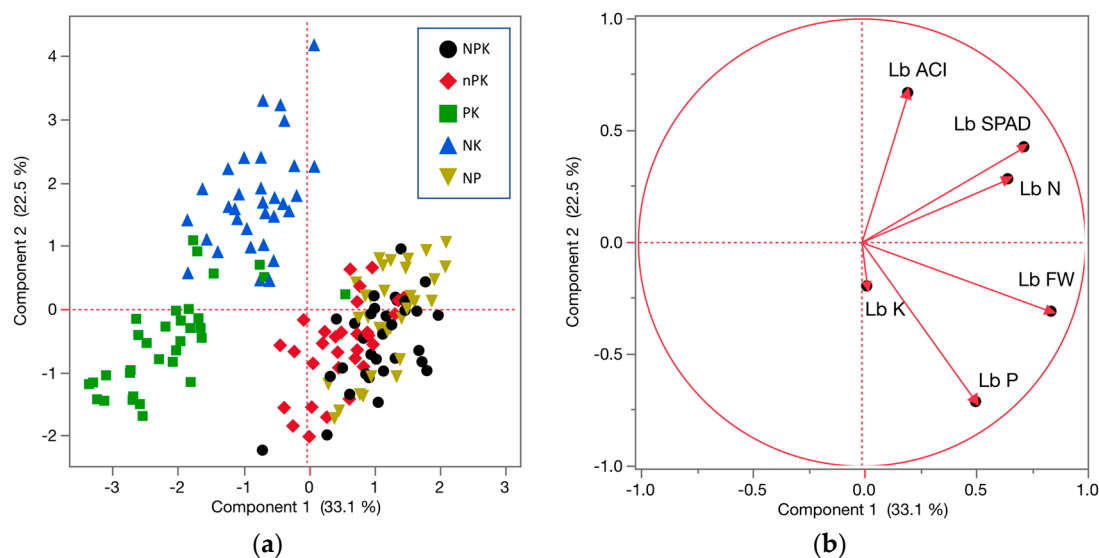 4
3
2
1
0
-1
-2
Component 2 (22.5 %)
NPK
nPK
PK
NK
NP
-3
-2
-1
0
1
2
3
Component 1 (33.1 %)
(a)
1.0
0.5
0.0
-0.5
-1.0
Component 2 (22.5 %)
Lb ACI
Lb SPAD
Lb N
Lb FW
Lb K
Lb P
-1.0
-0.5
0.0
0.5
1.0
Component 1 (33.1 %)
(b)